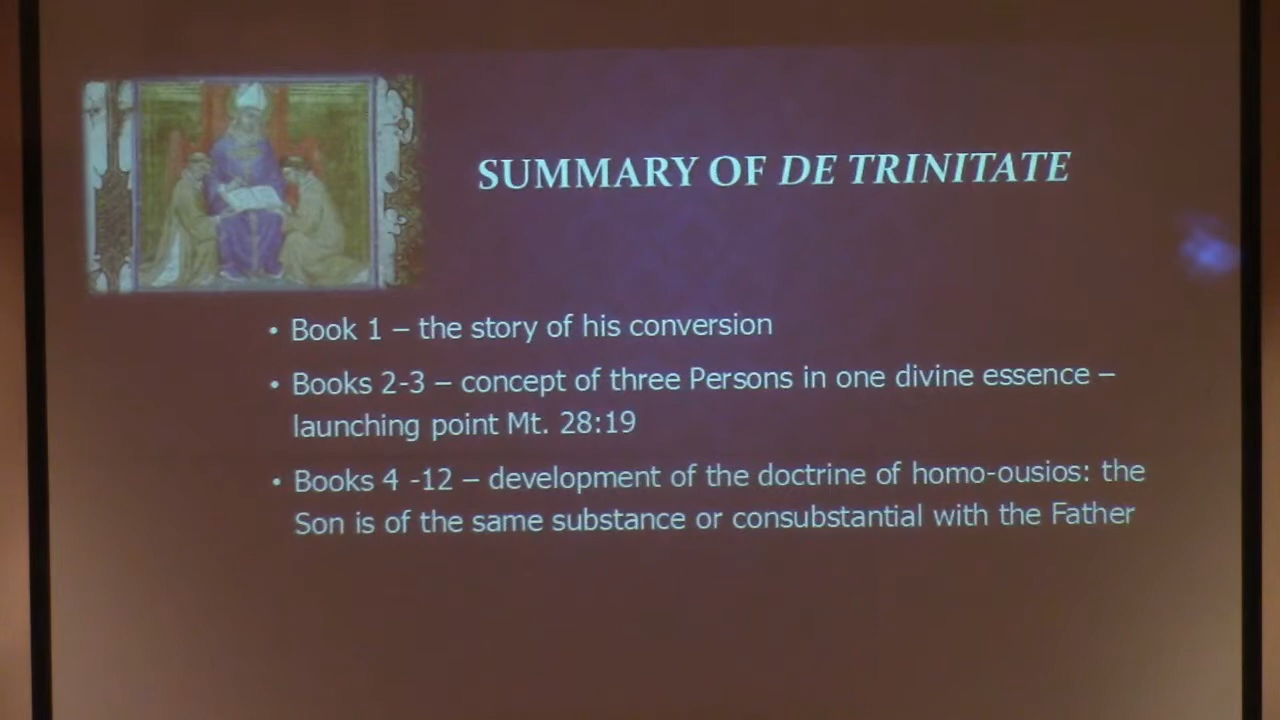 SUMMARY OF DE TRINITATE
• Book 1 – the story of his conversion
• Books 2-3 – concept of three Persons in one divine essence –
launching point Mt. 28:19
• Books 4 -12 – development of the doctrine of homo-ousios: the
Son is of the same substance or consubstantial with the Father